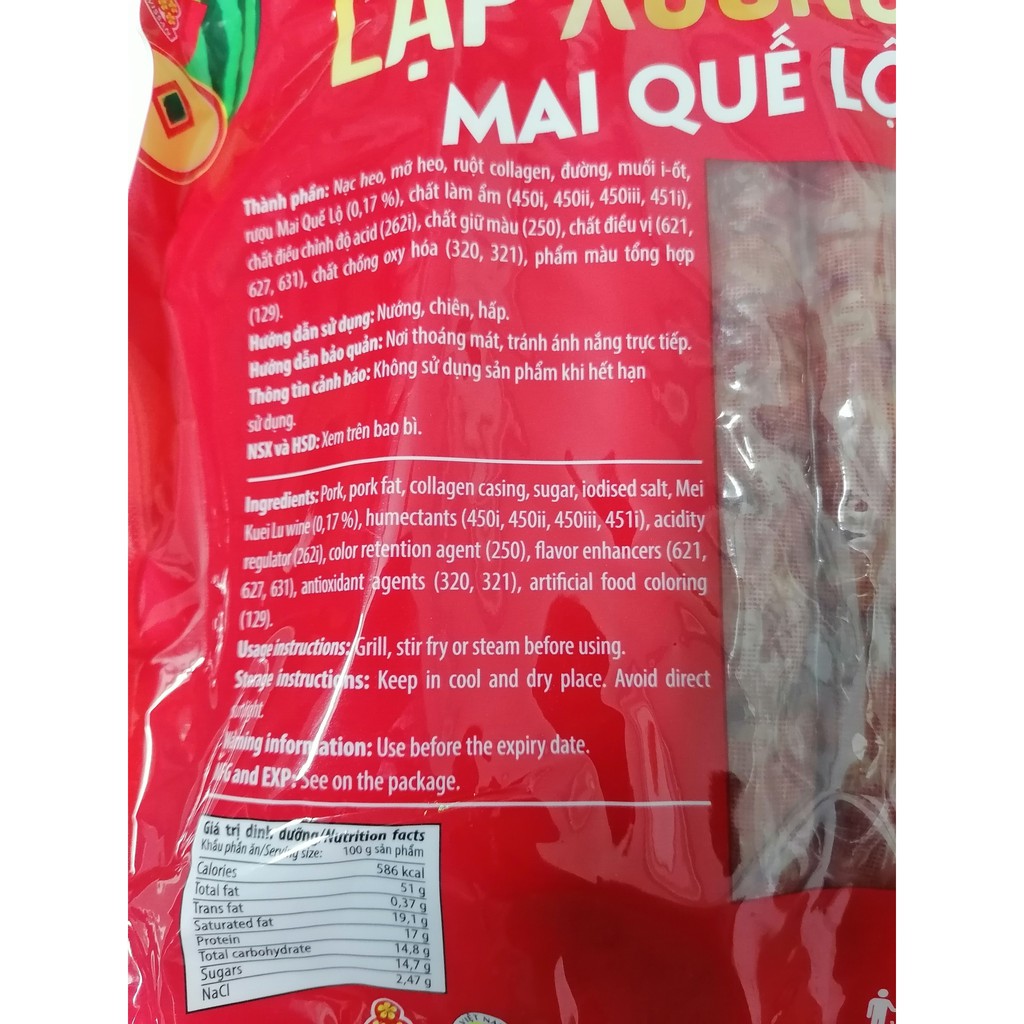 LẠP XƯỞNG
MAI QUẾ LỘ
Thành phần: Nạc heo, mỡ heo, ruột collagen, đường, muối i-ốt,
rượu Mai Quế Lộ (0,17 %), chất làm ẩm (450i, 450ii, 450iii, 451i),
chất điều chỉnh độ acid (262i), chất giữ màu (250), chất điều vị (621,
627, 631), chất chống oxy hóa (320, 321), phẩm màu tổng hợp
(129).
Hướng dẫn sử dụng: Nướng, chiên, hấp.
Hướng dẫn bảo quản: Nơi thoáng mát, tránh ánh nắng trực tiếp.
Thông tin cảnh báo: Không sử dụng sản phẩm khi hết hạn
sử dụng.
NSX và HSD: Xem trên bao bì.
Ingredients: Pork, pork fat, collagen casing, sugar, iodised salt, Mei
Kuei Lu wine (0,17 %), humectants (450i, 450ii, 450iii, 451i), acidity
regulator (262i), color retention agent (250), flavor enhancers (621,
627, 631), antioxidant agents (320, 321), artificial food coloring
(129).
Usage instructions: Grill, stir fry or steam before using.
Storage instructions: Keep in cool and dry place. Avoid direct
sunlight.
Warning information: Use before the expiry date.
MFG and EXP: See on the package.
Giá trị dinh dưỡng/Nutrition facts
Khẩu phần ăn/Serving size: 100 g sản phẩm
Calories 586 kcal
Total fat 51 g
Trans fat 0,37 g
Saturated fat 19,1 g
Protein 17 g
Total carbohydrate 14,8 g
Sugars 14,7 g
NaCl 2,47 g
VIỆT NA